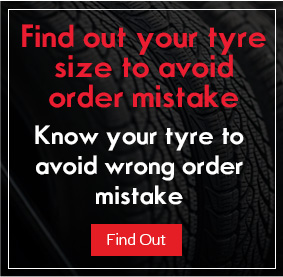 Find out your tyre
size to avoid
order mistake
Know your tyre to
avoid wrong order
mistake
Find Out